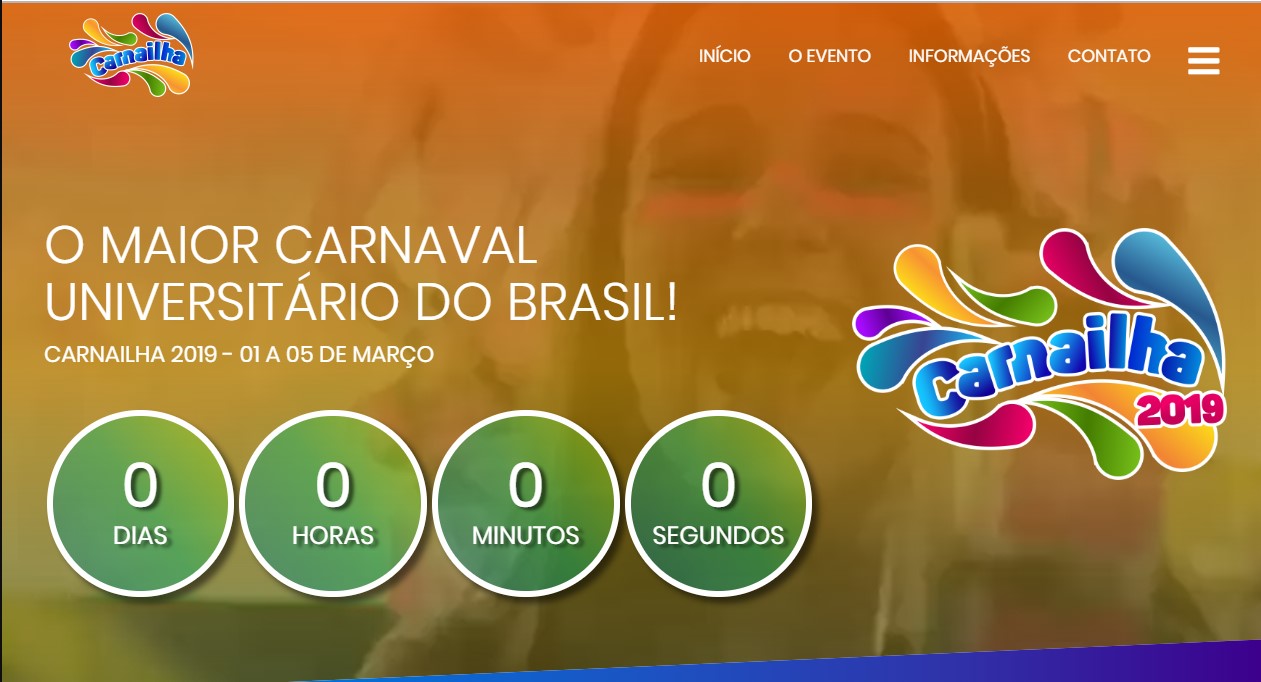 Carnailha
INÍCIO O EVENTO INFORMAÇÕES CONTATO
O MAIOR CARNAVAL
UNIVERSITÁRIO DO BRASIL!
CARNAILHA 2019 - 01 A 05 DE MARÇO
Carnailha
2019
0 0 0 0
DIAS HORAS MINUTOS SEGUNDOS